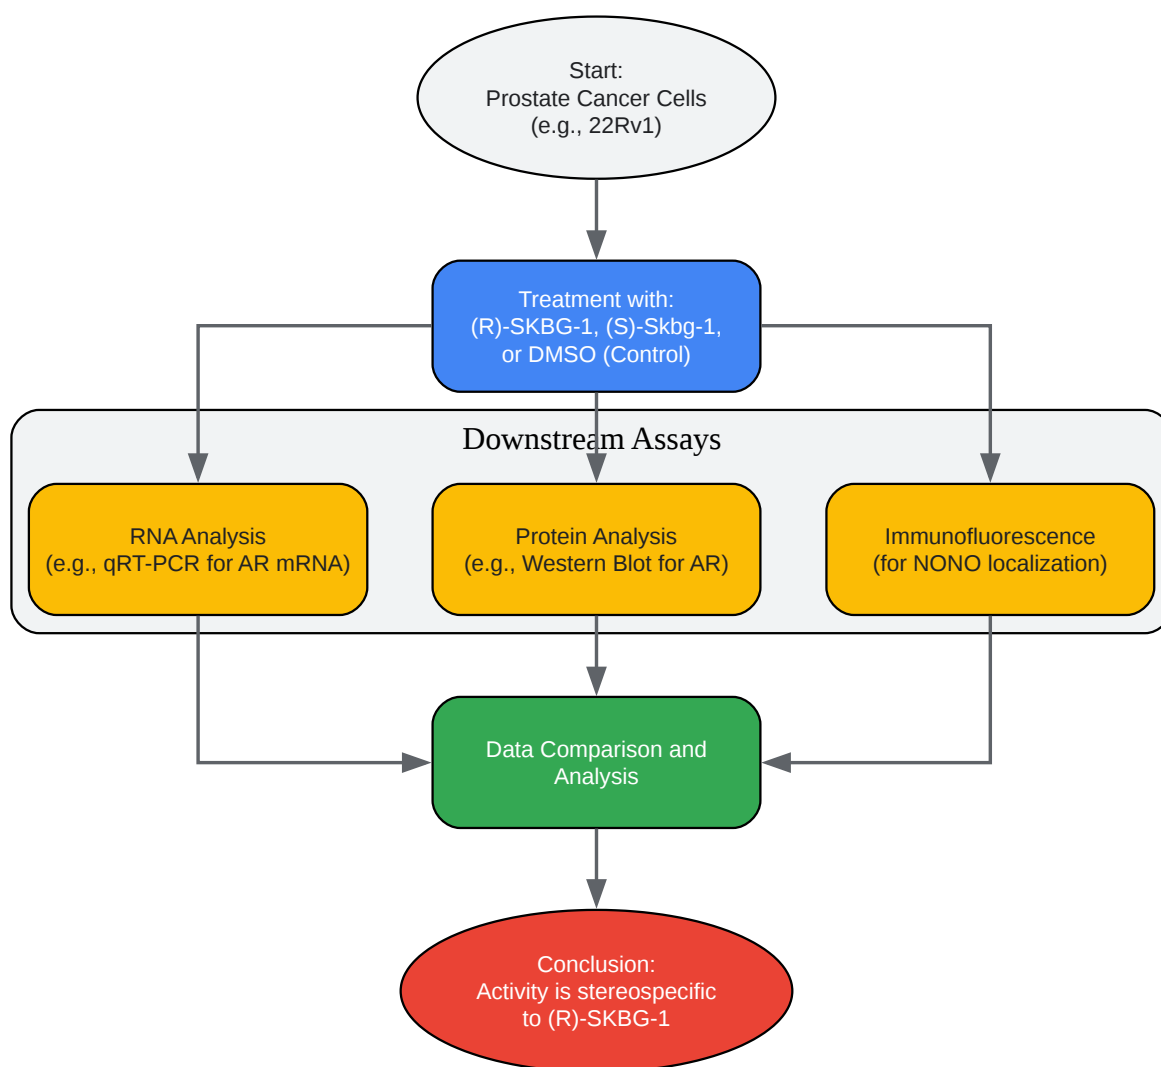 Start:
Prostate Cancer Cells
(e.g., 22Rv1)
Treatment with:
(R)-SKBG-1, (S)-Skbg-1,
or DMSO (Control)
Downstream Assays
RNA Analysis
(e.g., qRT-PCR for AR mRNA)
Protein Analysis
(e.g., Western Blot for AR)
Immunofluorescence
(for NONO localization)
Data Comparison and
Analysis
Conclusion:
Activity is stereospecific
to (R)-SKBG-1